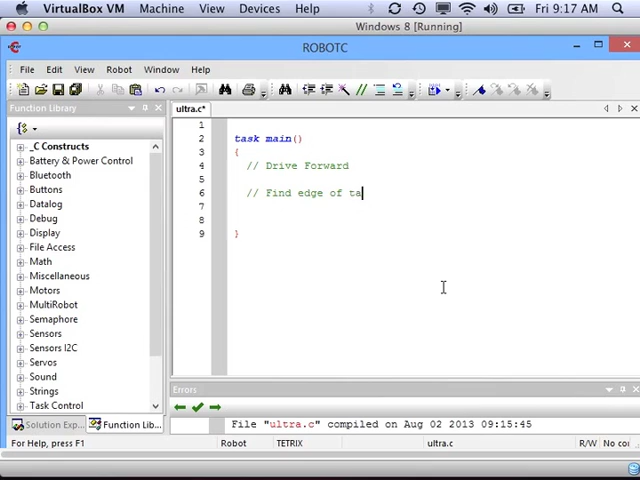 VirtualBox VM Machine View Devices Help Fri 9:17 AM
Windows 8 [Running]
ROBOTC
File Edit View Robot Window Help
Function Library
ultra.c*
_C Constructs
Battery & Power Control
Bluetooth
Buttons
Datalog
Debug
Display
File Access
Math
Miscellaneous
Motors
MultiRobot
Semaphore
Sensors
Sensors I2C
Servos
Sound
Strings
Task Control
1
2 task main()
3 {
4 // Drive Forward
5
6 // Find edge of ta
7
8
9 }
Errors
Solution Exp... Function Lib...
File "ultra.c" compiled on Aug 02 2013 09:15:45
For Help, press F1 Robot TETRIX ultra.c R/W No co